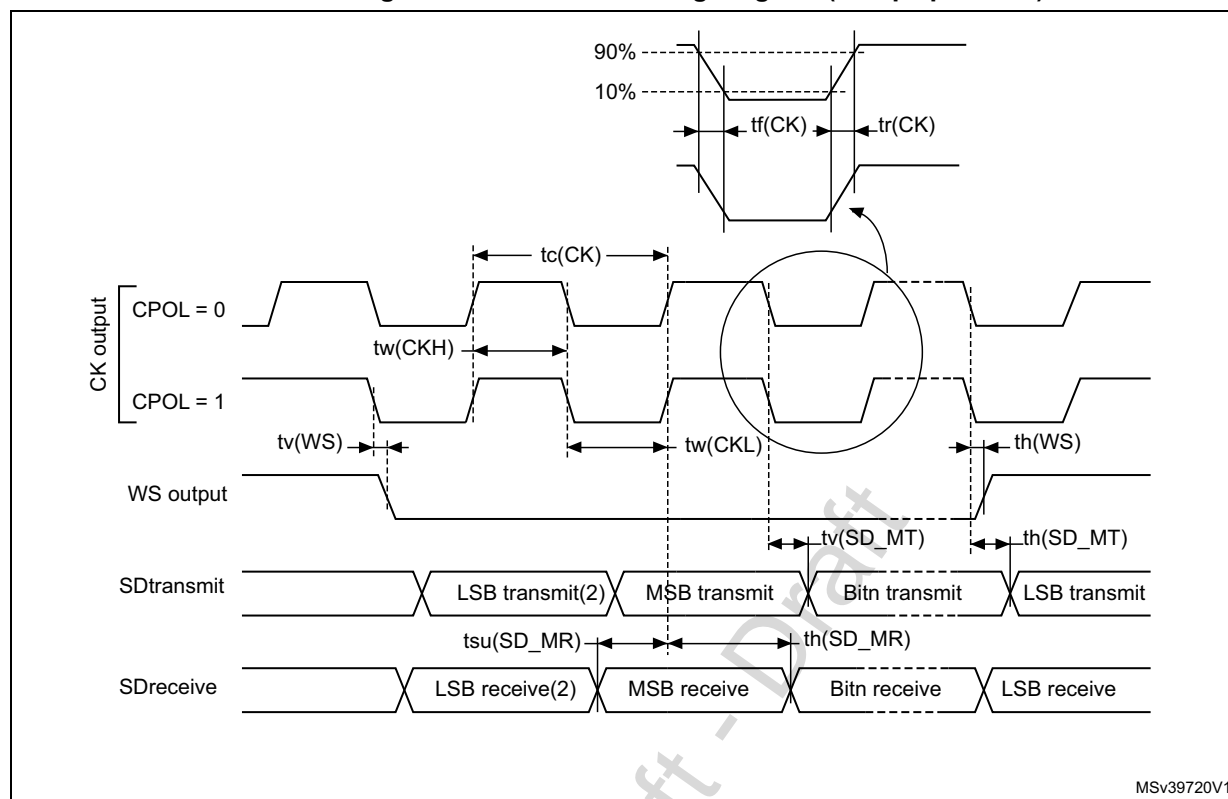 90%
10%
tf(CK)
tr(CK)
tc(CK)
CK output
CPOL = 0
tw(CKH)
CPOL = 1
tv(WS)
tw(CKL)
th(WS)
WS output
tv(SD_MT)
th(SD_MT)
SDtransmit
LSB transmit(2)
MSB transmit
Bitn transmit
LSB transmit
tsu(SD_MR)
th(SD_MR)
SDreceive
LSB receive(2)
MSB receive
Bitn receive
LSB receive
Draft
MSv39720V1